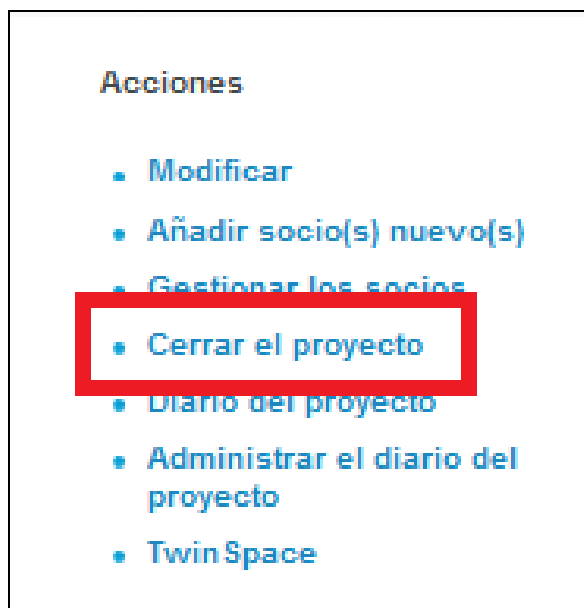 Acciones
Modificar
Añadir socio(s) nuevo(s)
Gestionar los socios
Cerrar el proyecto
Diario del proyecto
Administrar el diario del
proyecto
TwinSpace